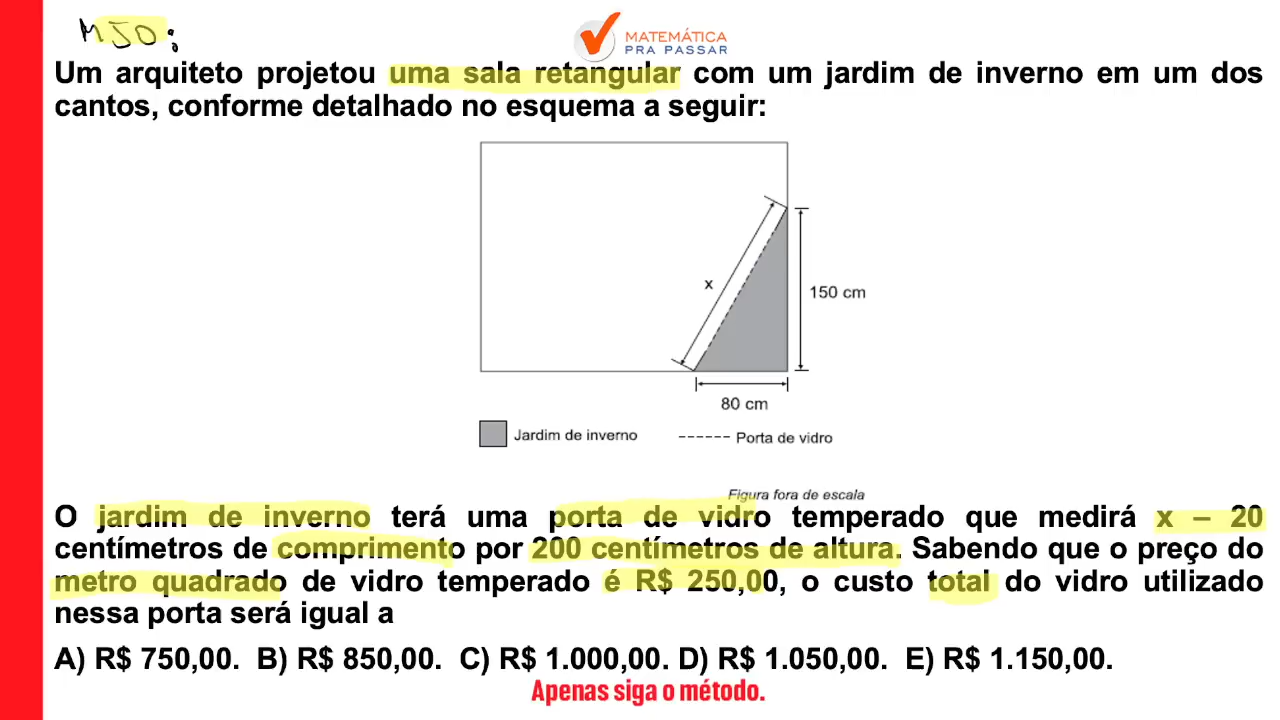 MJO:
MATEMÁTICA
PRA PASSAR
Um arquiteto projetou uma sala retangular com um jardim de inverno em um dos
cantos, conforme detalhado no esquema a seguir:
x
150 cm
80 cm
Jardim de inverno
Porta de vidro
Figura fora de escala
O jardim de inverno terá uma porta de vidro temperado que medirá x – 20
centímetros de comprimento por 200 centímetros de altura. Sabendo que o preço do
metro quadrado de vidro temperado é R$ 250,00, o custo total do vidro utilizado
nessa porta será igual a
A) R$ 750,00. B) R$ 850,00. C) R$ 1.000,00. D) R$ 1.050,00. E) R$ 1.150,00.
Apenas siga o método.